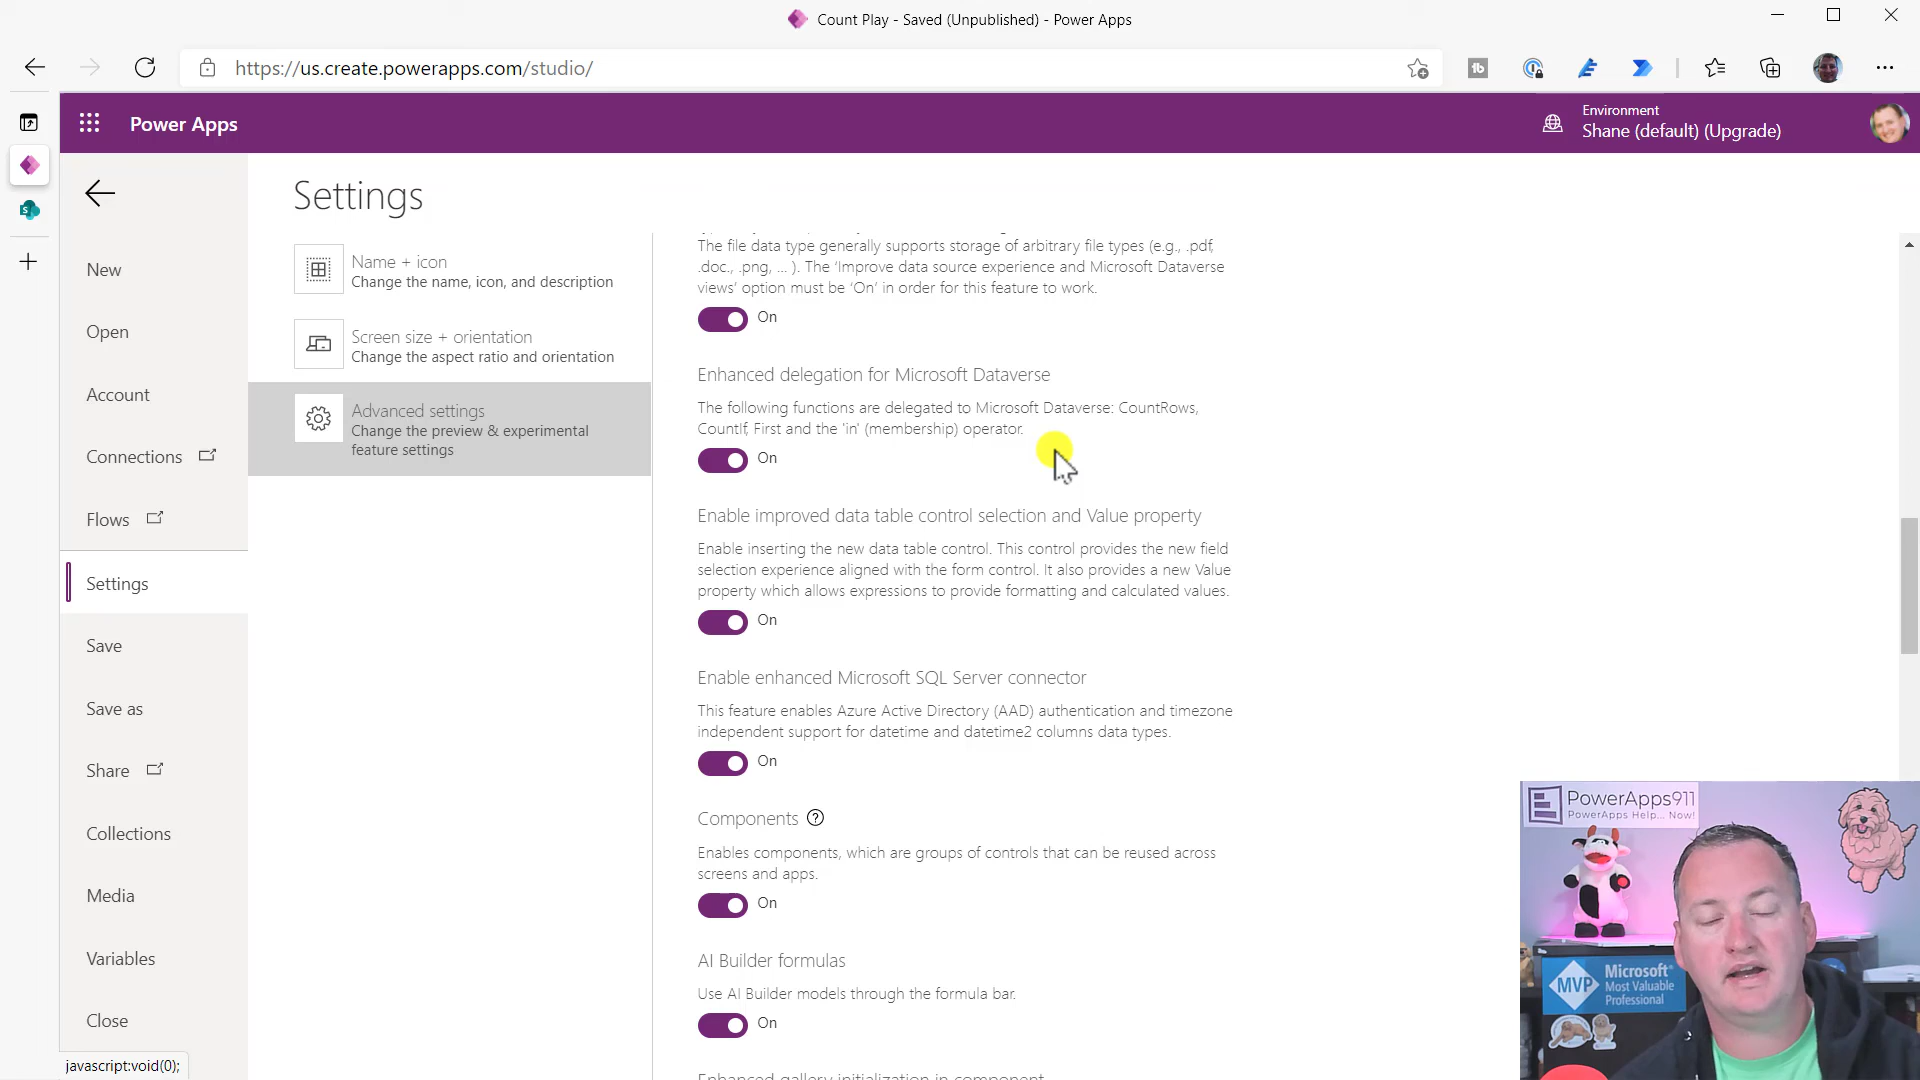 Count Play - Saved (Unpublished) - Power Apps
https://us.create.powerapps.com/studio/
Power Apps
Environment
Shane (default) (Upgrade)
New
Open
Account
Connections
Flows
Settings
Save
Save as
Share
Collections
Media
Variables
Close
javascript:void(0);
Settings
Name + icon
Change the name, icon, and description
Screen size + orientation
Change the aspect ratio and orientation
Advanced settings
Change the preview & experimental
feature settings
The file data type generally supports storage of arbitrary file types (e.g., .pdf,
.doc., .png, ... ). The 'Improve data source experience and Microsoft Dataverse
views' option must be 'On' in order for this feature to work.
On
Enhanced delegation for Microsoft Dataverse
The following functions are delegated to Microsoft Dataverse: CountRows,
CountIf, First and the 'in' (membership) operator.
On
Enable improved data table control selection and Value property
Enable inserting the new data table control. This control provides the new field
selection experience aligned with the form control. It also provides a new Value
property which allows expressions to provide formatting and calculated values.
On
Enable enhanced Microsoft SQL Server connector
This feature enables Azure Active Directory (AAD) authentication and timezone
independent support for datetime and datetime2 columns data types.
On
Components
Enables components, which are groups of controls that can be reused across
screens and apps.
On
AI Builder formulas
Use AI Builder models through the formula bar.
On
Enhanced gallery initialization in component
PowerApps911
PowerApps Help... Now!
MVP
Microsoft®
Most Valuable
Professional